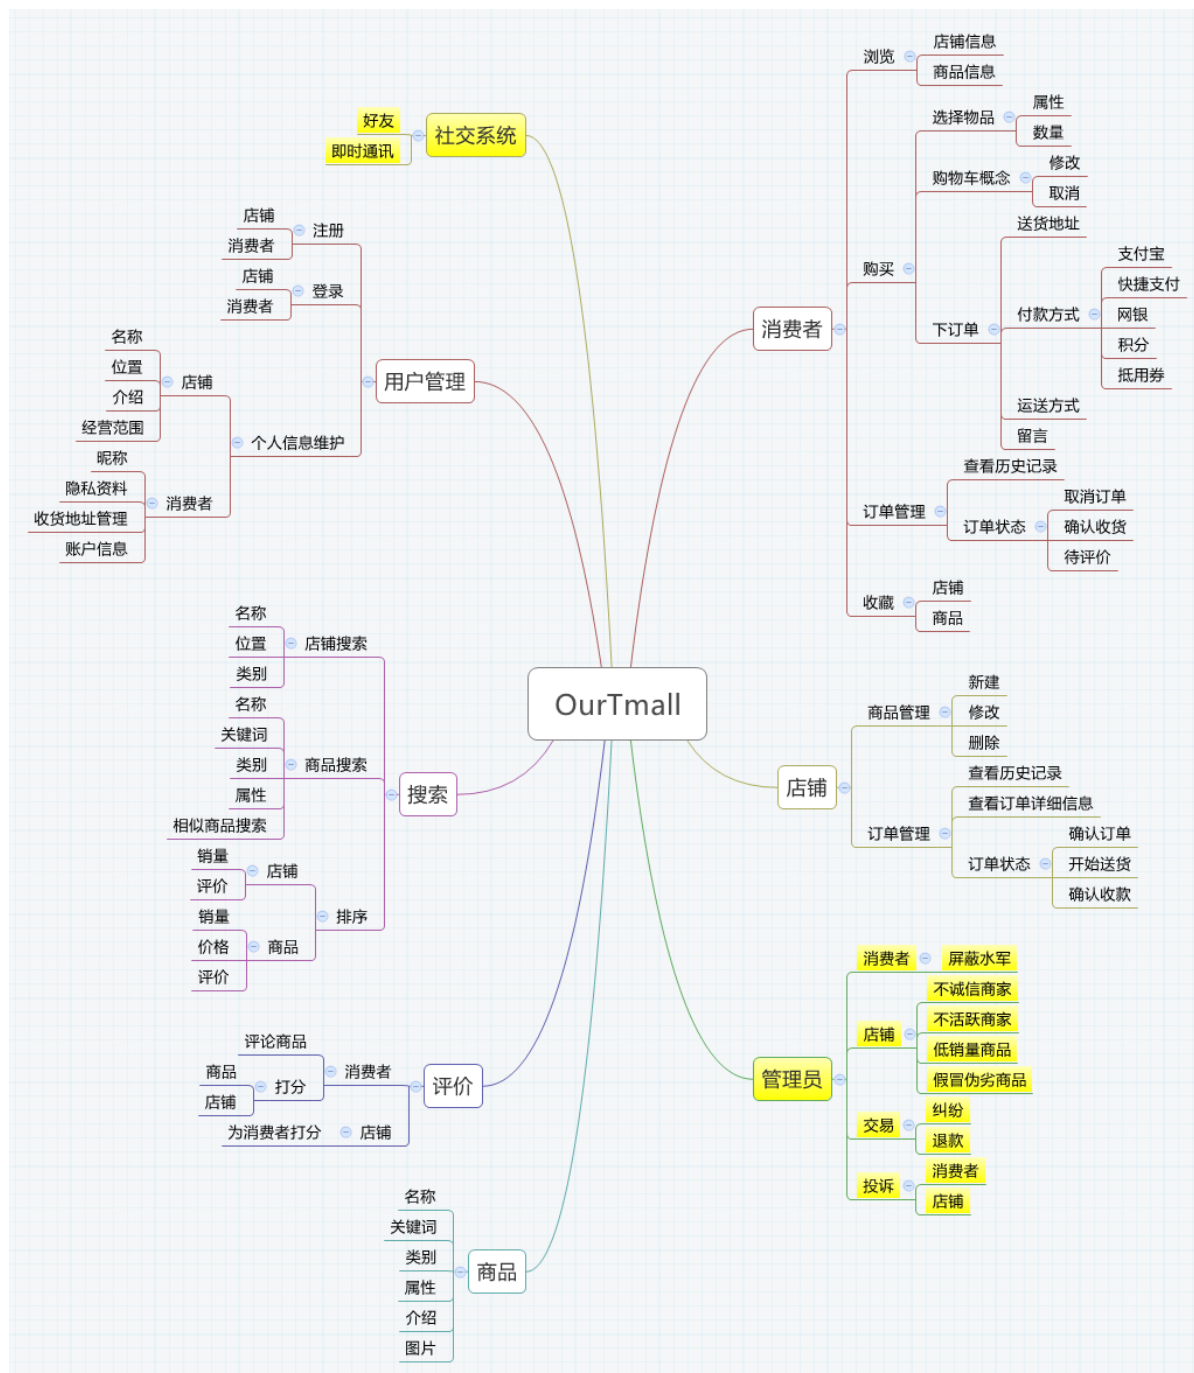 OurTmall
社交系统
好友
即时通讯
用户管理
注册
店铺
消费者
登录
店铺
消费者
个人信息维护
店铺
名称
位置
介绍
经营范围
消费者
昵称
隐私资料
收货地址管理
账户信息
搜索
店铺搜索
名称
位置
类别
商品搜索
名称
关键词
类别
属性
相似商品搜索
排序
店铺
销量
评价
商品
销量
价格
评价
评价
消费者
评论商品
打分
商品
店铺
店铺
为消费者打分
商品
名称
关键词
类别
属性
介绍
图片
消费者
浏览
店铺信息
商品信息
购买
选择物品
属性
数量
购物车概念
修改
取消
下订单
送货地址
付款方式
支付宝
快捷支付
网银
积分
抵用券
运送方式
留言
订单管理
查看历史记录
订单状态
取消订单
确认收货
待评价
收藏
店铺
商品
店铺
商品管理
新建
修改
删除
订单管理
查看历史记录
查看订单详细信息
订单状态
确认订单
开始送货
确认收款
管理员
消费者
屏蔽水军
店铺
不诚信商家
不活跃商家
低销量商品
假冒伪劣商品
交易
纠纷
退款
投诉
消费者
店铺